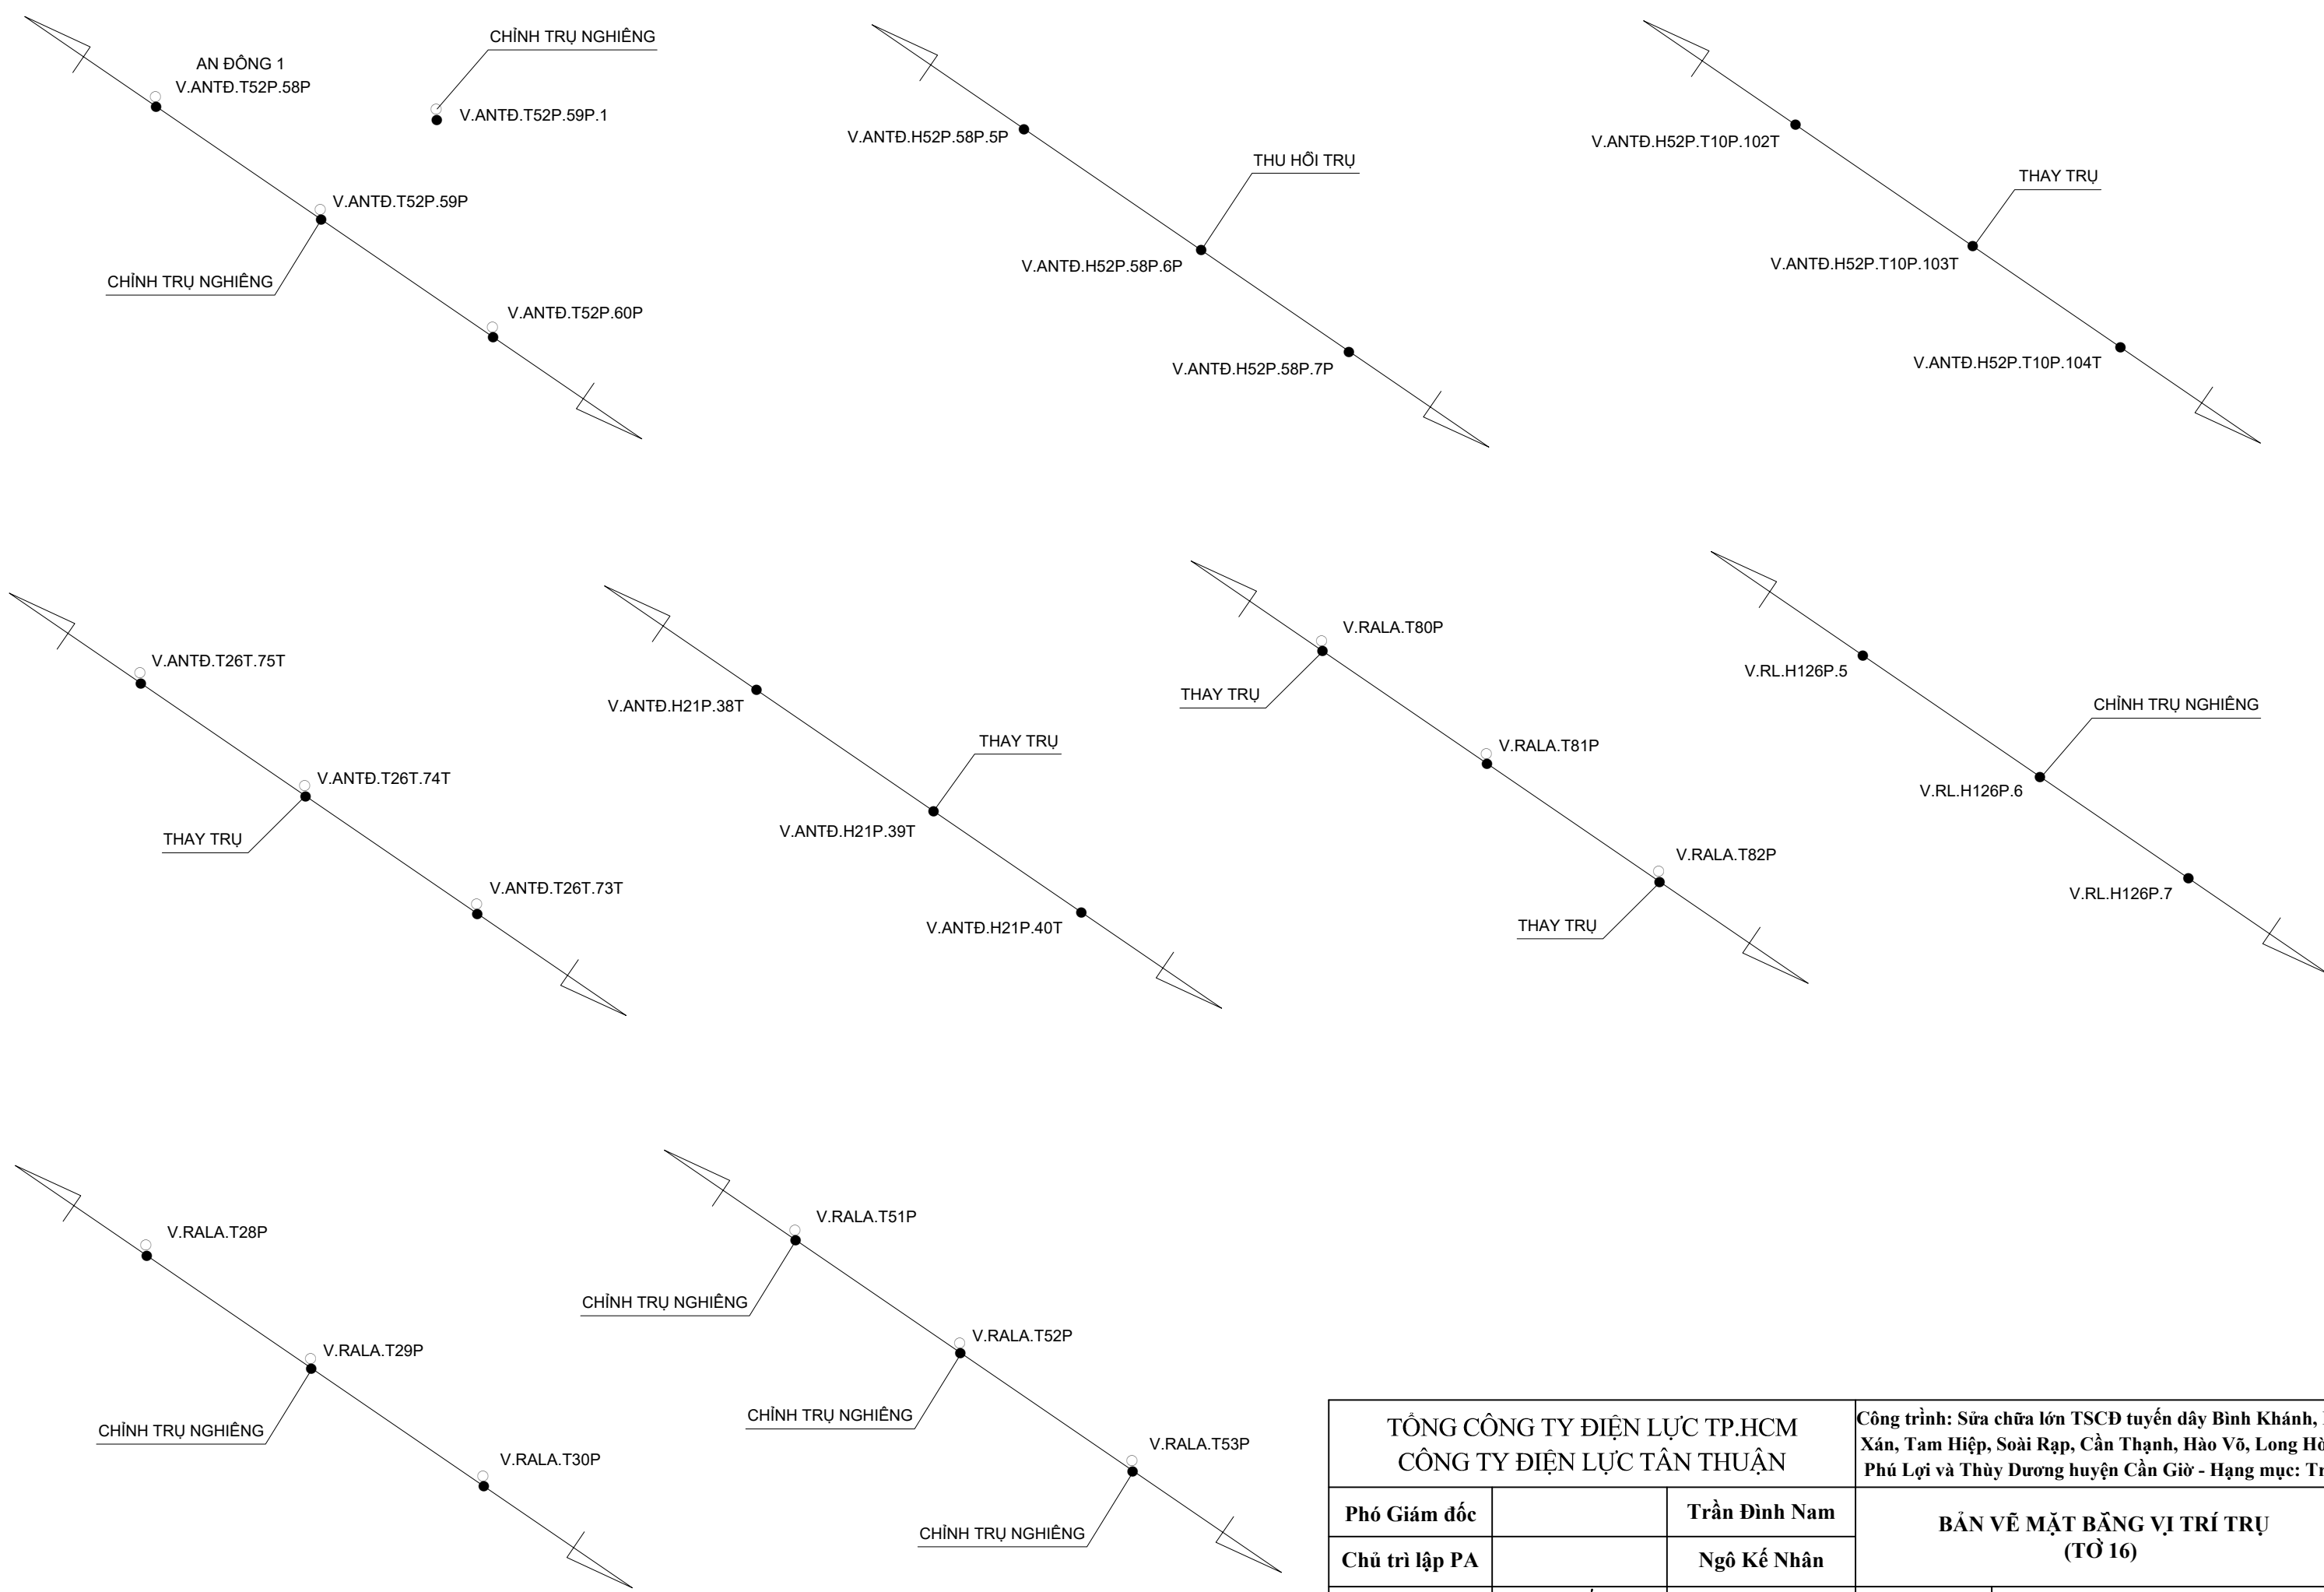 CHỈNH TRỤ NGHIÊNG
AN ĐÔNG 1
V.ANTĐ.T52P.58P
V.ANTĐ.T52P.59P.1
V.ANTĐ.T52P.59P
CHỈNH TRỤ NGHIÊNG
V.ANTĐ.T52P.60P
V.ANTĐ.H52P.58P.5P
THU HỒI TRỤ
V.ANTĐ.H52P.58P.6P
V.ANTĐ.H52P.58P.7P
V.ANTĐ.H52P.T10P.102T
THAY TRỤ
V.ANTĐ.H52P.T10P.103T
V.ANTĐ.H52P.T10P.104T
V.ANTĐ.T26T.75T
V.ANTĐ.T26T.74T
THAY TRỤ
V.ANTĐ.T26T.73T
V.ANTĐ.H21P.38T
THAY TRỤ
V.ANTĐ.H21P.39T
V.ANTĐ.H21P.40T
V.RALA.T80P
THAY TRỤ
V.RALA.T81P
V.RALA.T82P
THAY TRỤ
V.RL.H126P.5
CHỈNH TRỤ NGHIÊNG
V.RL.H126P.6
V.RL.H126P.7
V.RALA.T28P
V.RALA.T29P
CHỈNH TRỤ NGHIÊNG
V.RALA.T30P
V.RALA.T51P
CHỈNH TRỤ NGHIÊNG
V.RALA.T52P
CHỈNH TRỤ NGHIÊNG
V.RALA.T53P
CHỈNH TRỤ NGHIÊNG
TỔNG CÔNG TY ĐIỆN LỰC TP.HCM
CÔNG TY ĐIỆN LỰC TÂN THUẬN
Công trình: Sửa chữa lớn TSCĐ tuyến dây Bình Khánh,
Xán, Tam Hiệp, Soài Rạp, Cần Thạnh, Hào Võ, Long
Phú Lợi và Thùy Dương huyện Cần Giờ - Hạng mục:
Phó Giám đốc
Trần Đình Nam
Chủ trì lập PA
Ngô Kế Nhân
BẢN VẼ MẶT BẰNG VỊ TRÍ TRỤ
(TỜ 16)